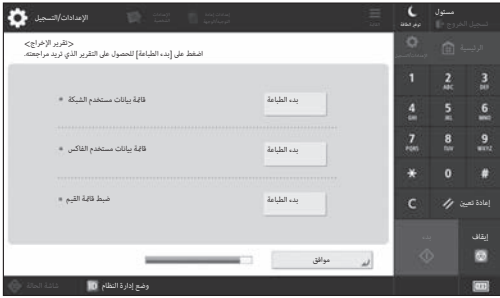 الإعدادات/التسجيل
مسئول
تسجيل الخروج
توفير الطاقة
<تقرير الإخراج>
اضغط على [بدء الطباعة] للحصول على التقرير الذي تريد مراجعته.
الرئيسية
قائمة بيانات مستخدم الشبكة
بدء الطباعة
قائمة بيانات مستخدم الفاكس
بدء الطباعة
ضبط قائمة القيم
بدء الطباعة
موافق
1
2 ABC
3 DEF
4 GHI
5 JKL
6 MNO
7 PQRS
8 TUV
9 WXYZ
* 0 #
C
إعادة تعيين
بدء
إيقاف
شاشة الحالة
وضع إدارة النظام